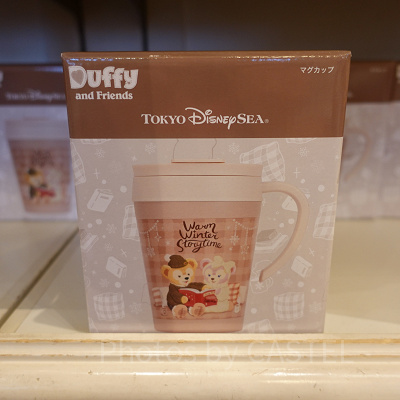 Duffy
and Friends
マグカップ
TOKYO DISNEYSEA®
Warm
Winter
Storytime
Photos by CASTEL